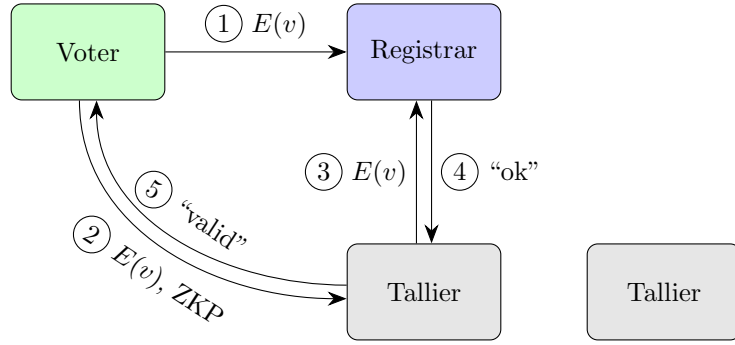 ① E(v)
Voter
Registrar
③ E(v)
④ “ok”
⑤ “valid”
② E(v), ZKP
Tallier
Tallier